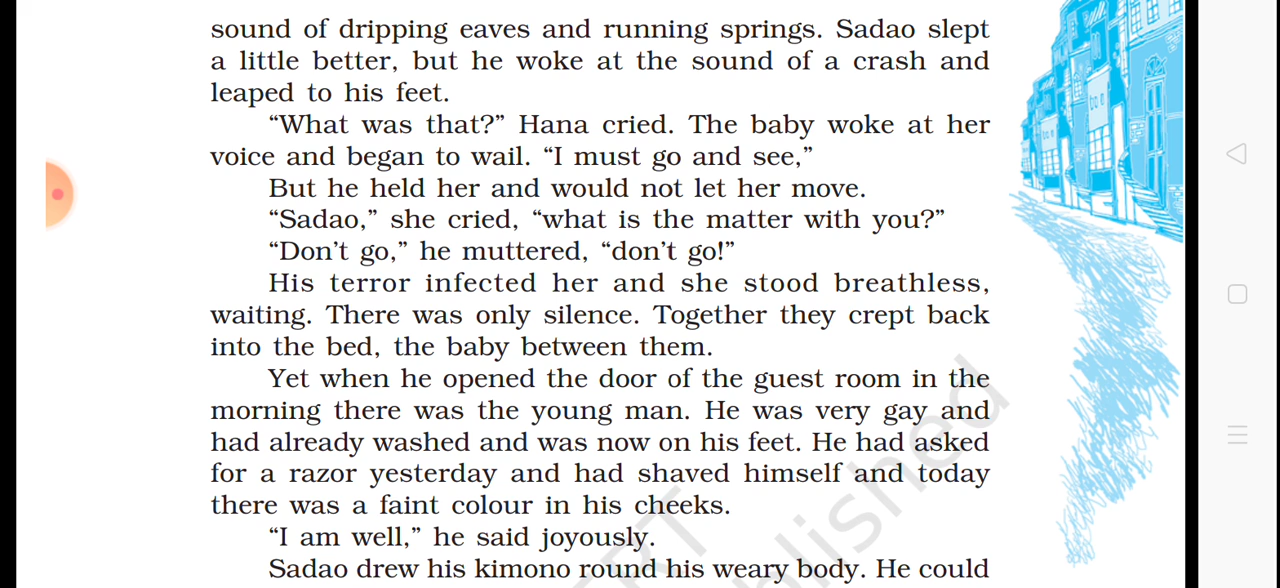 sound of dripping eaves and running springs. Sadao slept
a little better, but he woke at the sound of a crash and
leaped to his feet.
“What was that?” Hana cried. The baby woke at her
voice and began to wail. “I must go and see,”
But he held her and would not let her move.
“Sadao,” she cried, “what is the matter with you?”
“Don’t go,” he muttered, “don’t go!”
His terror infected her and she stood breathless,
waiting. There was only silence. Together they crept back
into the bed, the baby between them.
Yet when he opened the door of the guest room in the
morning there was the young man. He was very gay and
had already washed and was now on his feet. He had asked
for a razor yesterday and had shaved himself and today
there was a faint colour in his cheeks.
“I am well,” he said joyously.
Sadao drew his kimono round his weary body. He could